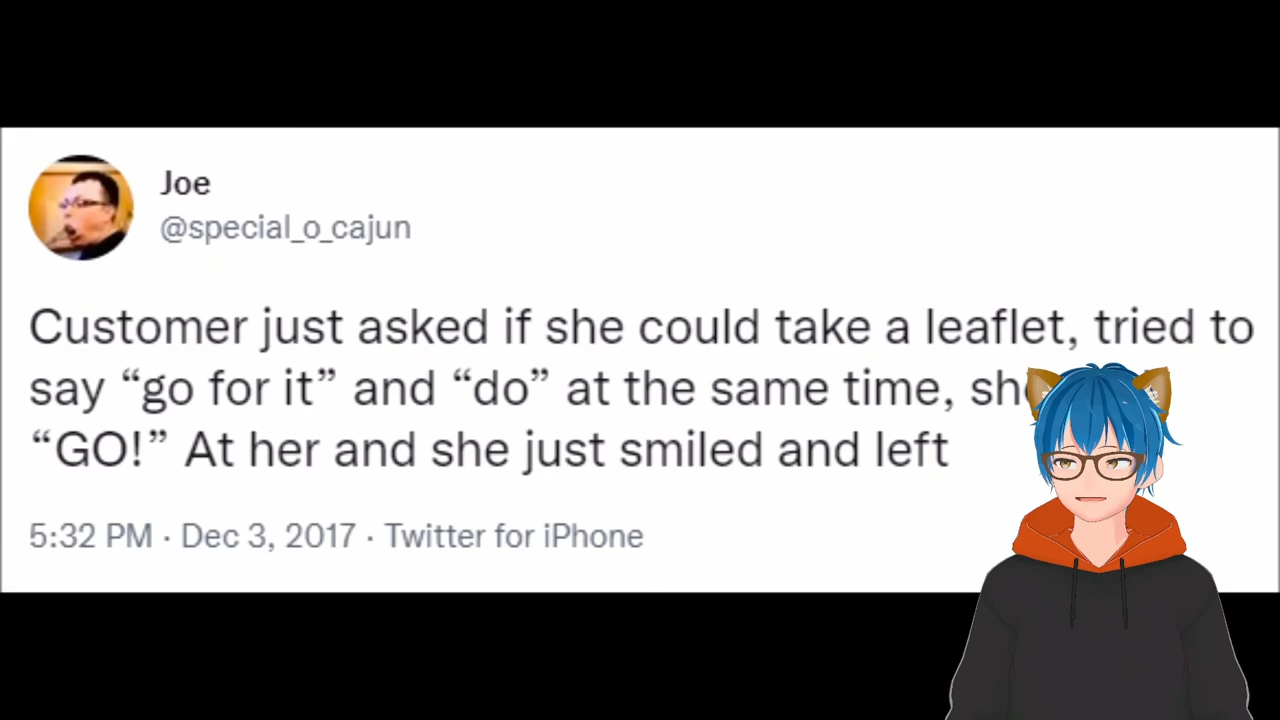 Joe
@special_o_cajun
Customer just asked if she could take a leaflet, tried to
say “go for it” and “do” at the same time,
“GO!” At her and she just smiled and left
5:32 PM · Dec 3, 2017 · Twitter for iPhone